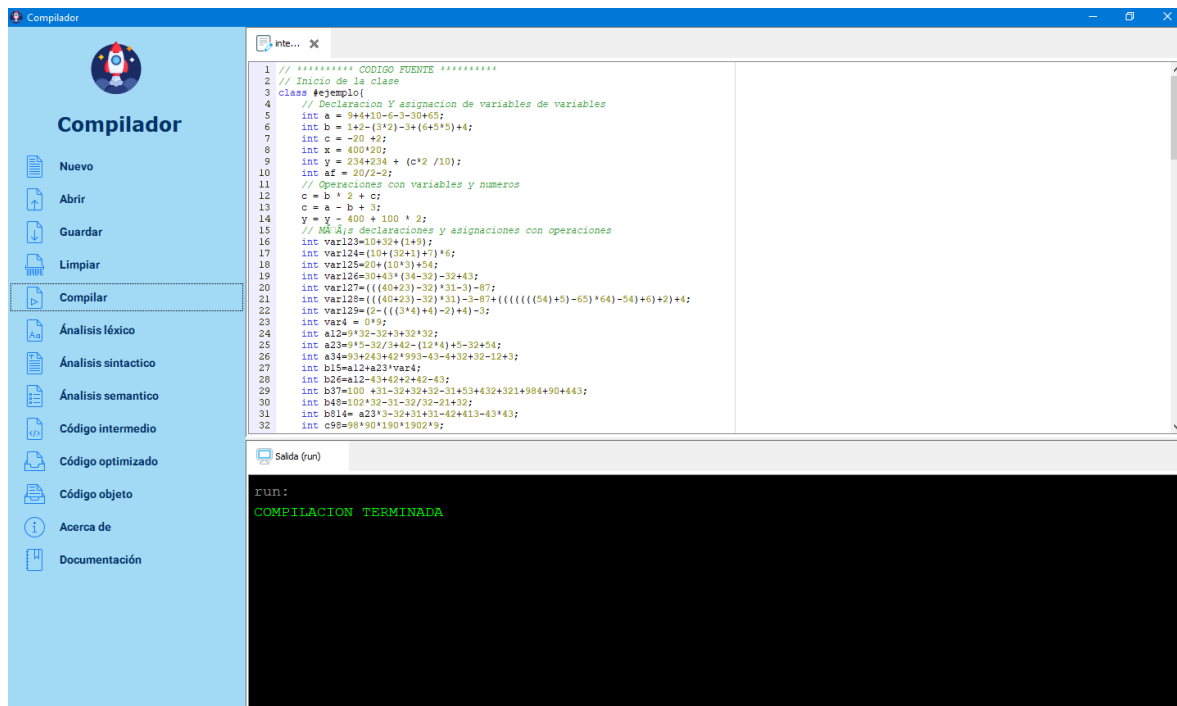 Compilador
Compilador
Nuevo
Abrir
Guardar
Limpiar
Compilar
Ánalisis léxico
Ánalisis sintactico
Ánalisis semantico
Código intermedio
Código optimizado
Código objeto
Acerca de
Documentación
inte...
1 // ********** CODIGO FUENTE **********
2 // Inicio de la clase
3 class #ejemplo{
4 // Declaracion Y asignacion de variables de variables
5 int a = 9+4+10-6-3-30+65;
6 int b = 1+2-(3*2)-3+(6+5*5)+4;
7 int c = -20 +2;
8 int x = 400*20;
9 int y = 234+234 + (c*2 /10);
10 int af = 20/2-2;
11 // Operaciones con variables y numeros
12 c = b * 2 + c;
13 c = a - b + 3;
14 y = y - 400 + 100 * 2;
15 // declaraciones y asignaciones con operaciones
16 int var123=10+32+(1+9);
17 int var124=(10+(32+1)+7)*6;
18 int var125=20+(10*3)+54;
19 int var126=30+43*(34-32)-32+43;
20 int var127=(((40+23)-32)*31-3)-87;
21 int var128=(((40+23)-32)*31)-3-87+(((((((54)+5)-65)*64)-54)+6)+2)+4;
22 int var129=(2-(((3*4)+4)-2)+4)-3;
23 int var4 = 0*9;
24 int a12=9*32-32+3+32*32;
25 int a23=9*5-32/3+42-(12*4)+5-32+54;
26 int a34=93+243+42*993-43-4+32+32-12+3;
27 int b15=a12+a23*var4;
28 int b26=a12-43+42+2+42-43;
29 int b37=100 +31-32+32+32-31+53+432+321+984+90+443;
30 int b48=102*32-31-32/32-21+32;
31 int b814= a23*3-32+31+31-42+413-43*43;
32 int c98=98*90*190*1902*9;
Salida (run)
run:
COMPILACION TERMINADA